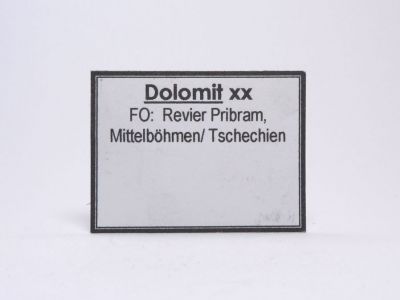 Dolomit xx
FO: Revier Pribram,
Mittelböhmen/ Tschechien